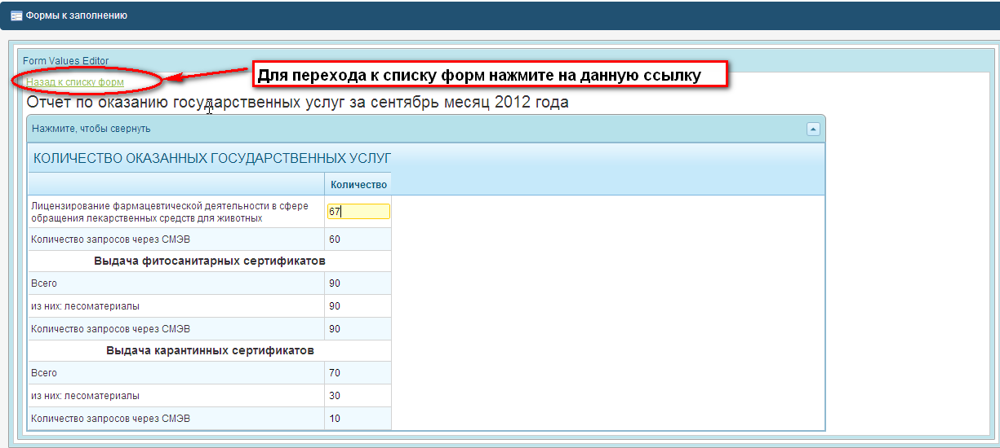 Формы к заполнению
Form Values Editor
Назад к списку форм
Для перехода к списку форм нажмите на данную ссылку
Отчет по оказанию государственных услуг за сентябрь месяц 2012 года
Нажмите, чтобы свернуть
КОЛИЧЕСТВО ОКАЗАННЫХ ГОСУДАРСТВЕННЫХ УСЛУГ
Количество
Лицензирование фармацевтической деятельности в сфере
обращения лекарственных средств для животных
67
Количество запросов через СМЭВ 60
Выдача фитосанитарных сертификатов
Всего 90
из них: лесоматериалы 90
Количество запросов через СМЭВ 90
Выдача карантинных сертификатов
Всего 70
из них: лесоматериалы 30
Количество запросов через СМЭВ 10